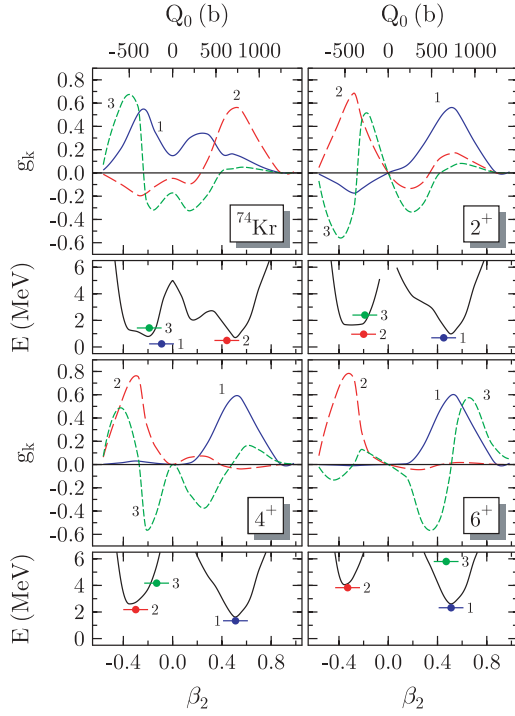 Q₀ (b) Q₀ (b)
-500 0 500 1000 -500 0 500 1000
g_k 0.8 0.6 0.4 0.2 0.0 -0.2 -0.4 -0.6
3 1 2 ⁷⁴Kr
2 1 3 2⁺
E (MeV) 6 4 2 0
3 1 2
3 2 1
g_k 0.8 0.6 0.4 0.2 0.0 -0.2 -0.4 -0.6
2 1 3 4⁺
2 1 3 6⁺
E (MeV) 6 4 2 0
3 2 1
3 2 1
-0.4 0.0 0.4 0.8 -0.4 0.0 0.4 0.8
β₂ β₂